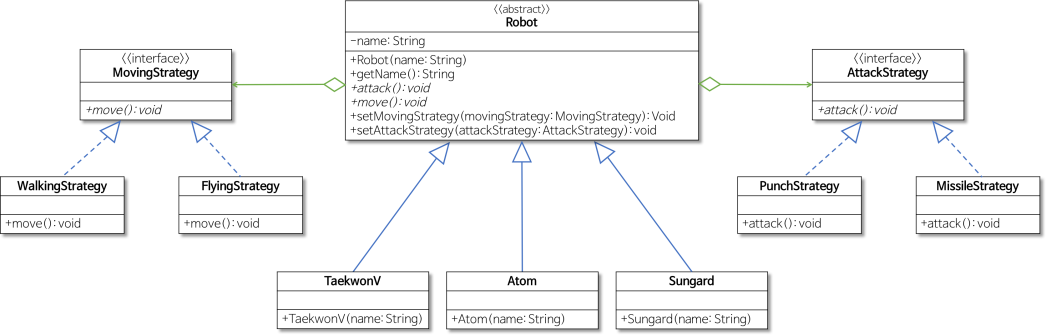 《abstract》
Robot
-name: String
+Robot(name: String)
+getName(): String
+attack(): void
+move(): void
+setMovingStrategy(movingStrategy: MovingStrategy): Void
+setAttackStrategy(attackStrategy: AttackStrategy): void
《interface》
MovingStrategy
+move(): void
《interface》
AttackStrategy
+attack(): void
WalkingStrategy
+move(): void
FlyingStrategy
+move(): void
PunchStrategy
+attack(): void
MissileStrategy
+attack(): void
TaekwonV
+TaekwonV(name: String)
Atom
+Atom(name: String)
Sungard
+Sungard(name: String)